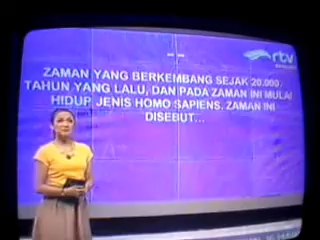 rtv
ZAMAN YANG BERKEMBANG SEJAK 20.000
TAHUN YANG LALU, DAN PADA ZAMAN INI MULAI
HIDUP JENIS HOMO SAPIENS. ZAMAN INI
DISEBUT...